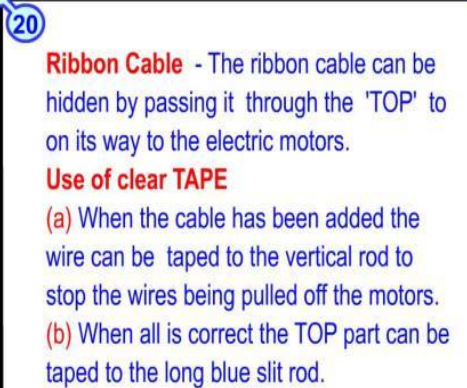 20
Ribbon Cable - The ribbon cable can be
hidden by passing it through the 'TOP' to
on its way to the electric motors.
Use of clear TAPE
(a) When the cable has been added the
wire can be taped to the vertical rod to
stop the wires being pulled off the motors.
(b) When all is correct the TOP part can be
taped to the long blue slit rod.